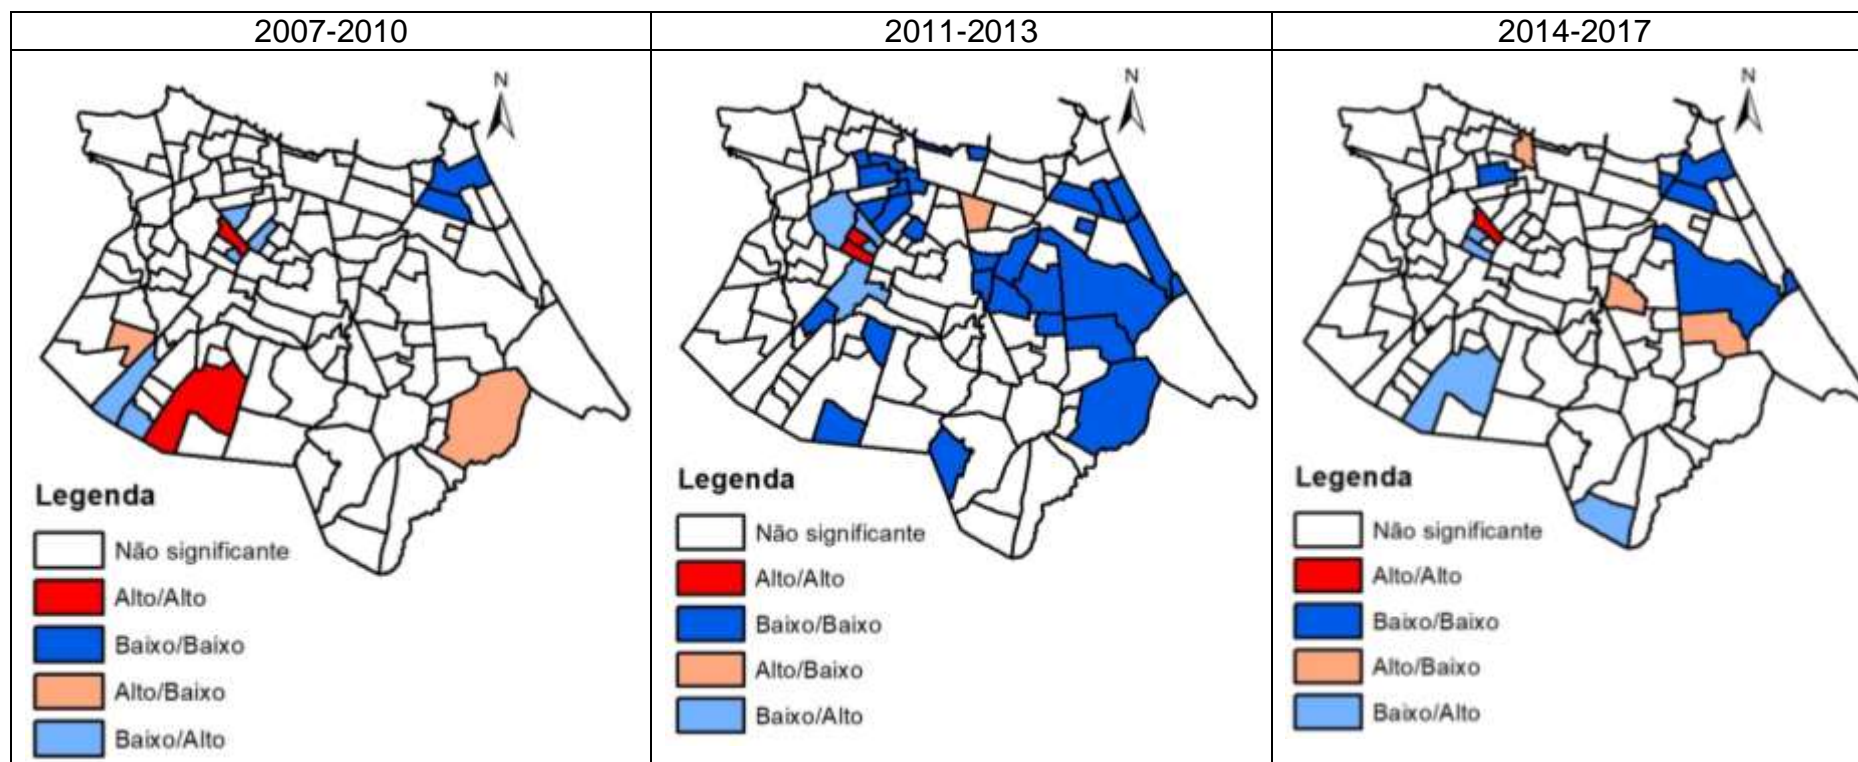 2007-2010
2011-2013
2014-2017
N
Legenda
Não significante
Alto/Alto
Baixo/Baixo
Alto/Baixo
Baixo/Alto
N
Legenda
Não significante
Alto/Alto
Baixo/Baixo
Alto/Baixo
Baixo/Alto
N
Legenda
Não significante
Alto/Alto
Baixo/Baixo
Alto/Baixo
Baixo/Alto